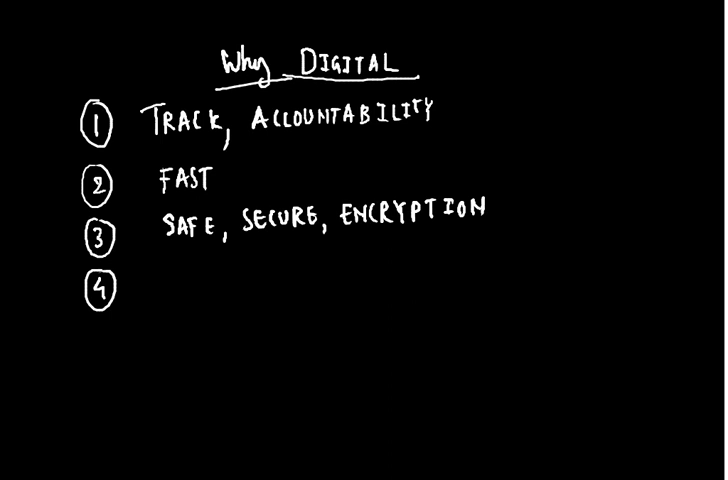 Why DIGITAL
1 TRACK, ACCOUNTABILITY
2 FAST
3 SAFE, SECURE, ENCRYPTION
4